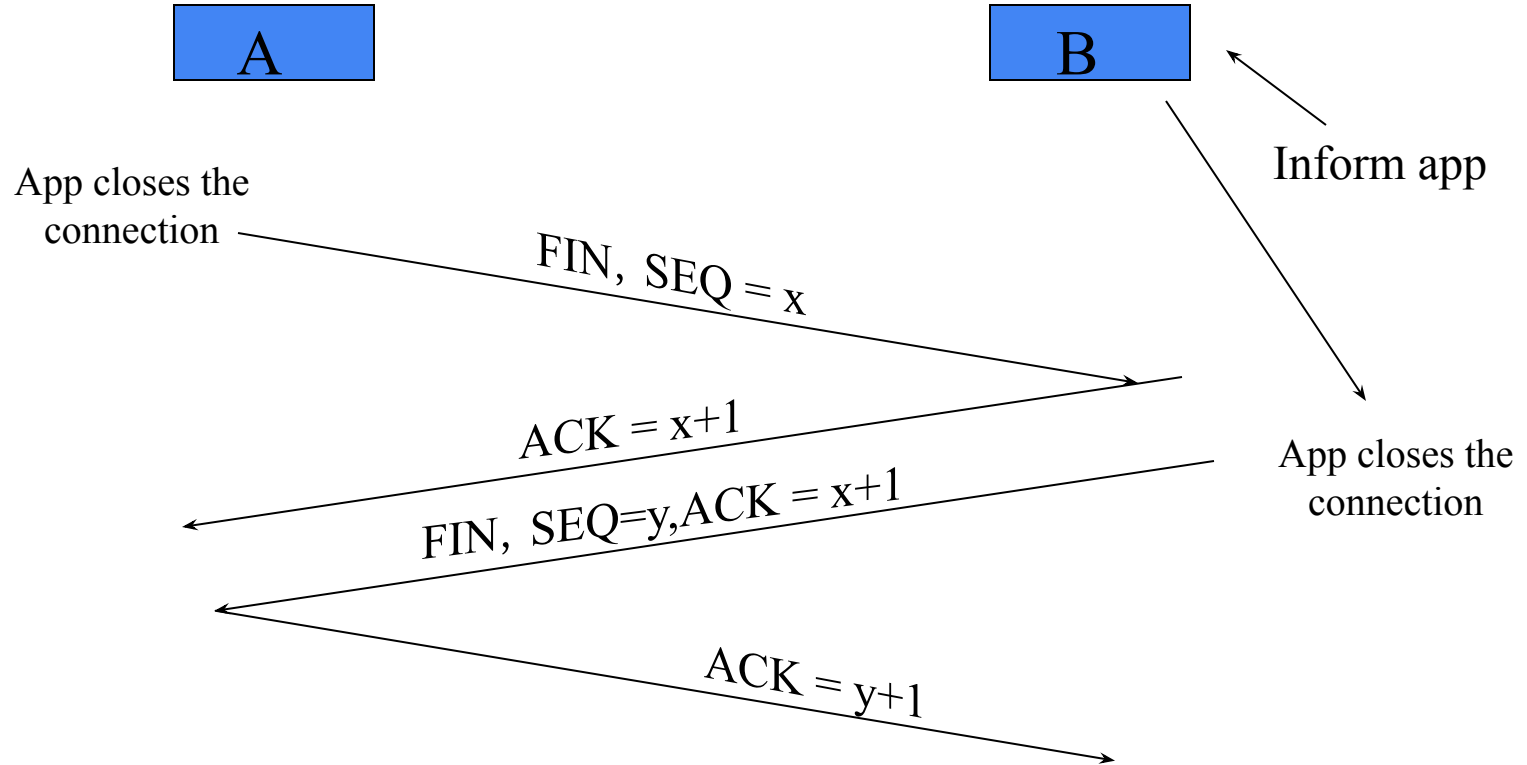 A
B
Inform app
App closes the
connection
FIN, SEQ = x
ACK = x+1
FIN, SEQ=y,ACK = x+1
App closes the
connection
ACK = y+1